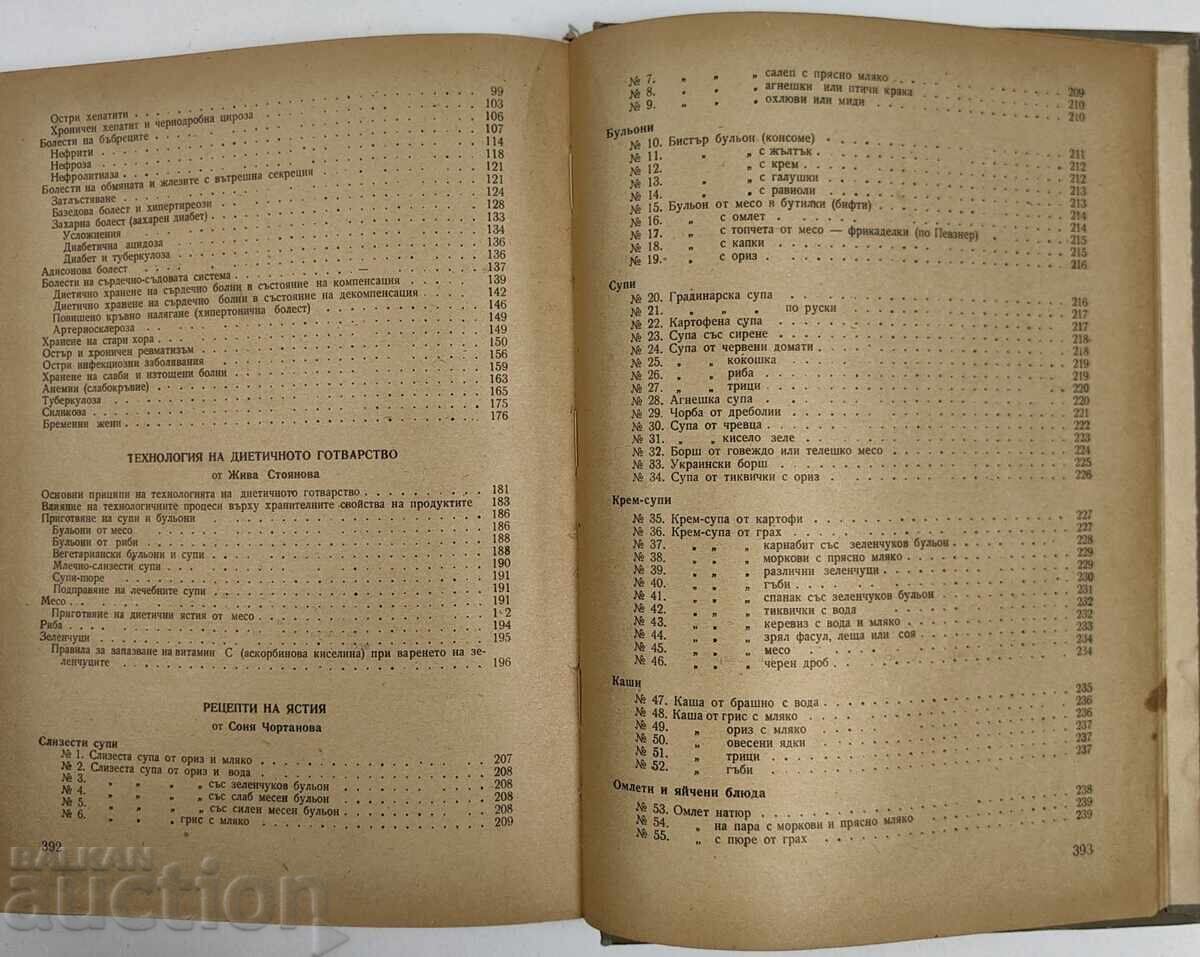 99
Остри хепатити 103
Хроничен хепатит и чернодробна цироза 106
Болести на бъбреците 107
Нефрити 114
Нефроза 118
Нефролитиаза 121
Болести на обмяната и жлезите с вътрешна секреция 121
Затлъстяване 124
Базедова болест и хипертиреози 128
Захарна болест (захарен диабет) 133
Усложнения 134
Диабетична ацидоза 136
Диабет и туберкулоза 136
Адисонова болест 137
Болести на сърдечно-съдовата система 139
Диетично хранене на сърдечно болни в състояние на компенсация 142
Диетично хранене на сърдечно болни в състояние на декомпенсация 146
Повишено кръвно налягане (хипертонична болест) 149
Артериосклероза 149
Хранене на стари хора 150
Остър и хроничен ревматизъм 156
Остри инфекциозни заболявания 159
Хранене на слаби и изтощени болни 163
Анемии (слабокръвие) 165
Туберкулоза 175
Силикоза 176
Бременни жени
ТЕХНОЛОГИЯ НА ДИЕТИЧНОТО ГОТВАРСТВО
от Жива Стоянова
Основни принципи на технологията на диетичното готварство 181
Влияние на технологичните процеси върху хранителните свойства на продуктите 183
Приготвяне на супи и бульони 186
Бульони от месо 186
Бульони от риби 188
Вегетариански бульони и супи 188
Млечно-слизести супи 190
Супи-пюре 191
Подправяне на лечебните супи 191
Месо 191
Приготвяне на диетични ястия от месо 1 2
Риба 194
Зеленчуци 195
Правила за запазване на витамин С (аскорбинова киселина) при варенето на зе-
ленчуците 196
РЕЦЕПТИ НА ЯСТИЯ
от Соня Чортанова
Слизести супи
№ 1. Слизеста супа от ориз и мляко 207
№ 2. Слизеста супа от ориз и вода 208
№ 3. „ „ „ „ със зеленчуков бульон 208
№ 4. „ „ „ „ със слаб месен бульон 208
№ 5. „ „ „ „ със силен месен бульон 208
№ 6. „ „ „ грис с мляко 209
392
№ 7. „ „ „ салеп с прясно мляко 209
№ 8. „ „ „ агнешки или птичи крака 210
№ 9. „ „ „ охлюви или миди 210
Бульони
№ 10. Бистър бульон (консоме) 211
№ 11. „ „ с жълтък 212
№ 12. „ „ с крем 212
№ 13. „ „ с галушки 213
№ 14. „ „ с равиоли 213
№ 15. Бульон от месо в бутилки (бифти) 214
№ 16. „ с омлет 214
№ 17. „ с топчета от месо — фрикаделки (по Певзнер) 215
№ 18. „ с капки 215
№ 19. „ с ориз 216
Супи
№ 20. Градинарска супа 216
№ 21. „ „ по руски 217
№ 22. Картофена супа 217
№ 23. Супа със сирене 218
№ 24. Супа от червени домати 218
№ 25. „ „ кокошка 219
№ 26. „ „ риба 219
№ 27. „ „ трици 220
№ 28. Агнешка супа 220
№ 29. Чорба от дреболии 221
№ 30. Супа от чревца 222
№ 31. „ „ кисело зеле 223
№ 32. Борш от говеждо или телешко месо 224
№ 33. Украински борш 225
№ 34. Супа от тиквички с ориз 226
Крем-супи
№ 35. Крем-супа от картофи 227
№ 36. Крем-супа от грах 227
№ 37. „ „ „ карнабит със зеленчуков бульон 228
№ 38. „ „ „ моркови с прясно мляко 229
№ 39. „ „ „ различни зеленчуци 229
№ 40. „ „ „ гъби 230
№ 41. „ „ „ спанак със зеленчуков бульон 231
№ 42. „ „ „ тиквички с вода 232
№ 43. „ „ „ керевиз с вода и мляко 232
№ 44. „ „ „ зрял фасул, леща или соя 233
№ 45. „ „ „ месо 234
№ 46. „ „ „ черен дроб 234
Каши
№ 47. Каша от брашно с вода 235
№ 48. Каша от грис с мляко 236
№ 49. „ ориз с мляко 236
№ 50. „ овесени ядки 237
№ 51. „ трици 237
№ 52. „ гъби 237
Омлети и яйчени блюда
№ 53. Омлет натюр 238
№ 54. „ на пара с моркови и прясно мляко 239
№ 55. „ с пюре от грах 239
393
BALKAN
auction